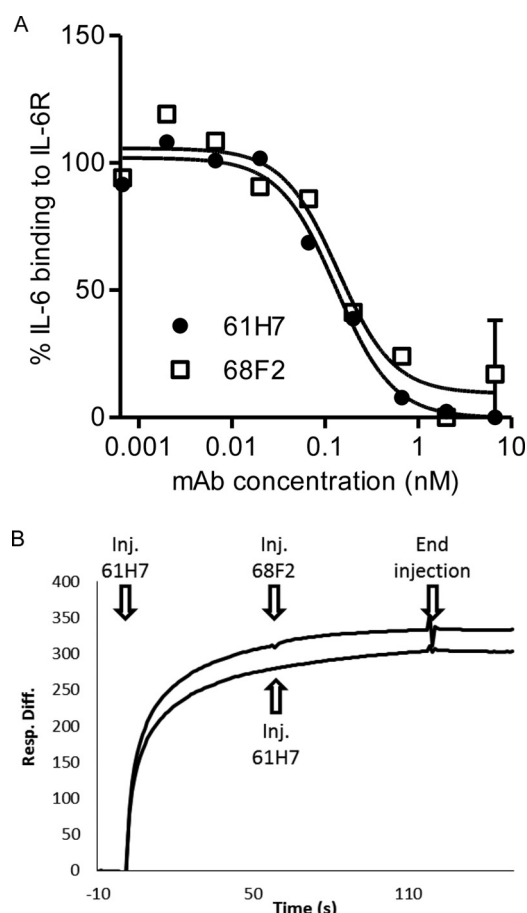 A
% IL-6 binding to IL-6R
150
100
50
0
61H7
68F2
0.001 0.01 0.1 1 10
mAb concentration (nM)
B
Inj. 61H7
Inj. 68F2
End injection
Resp. Diff.
400
350
300
250
200
150
100
50
0
Inj. 61H7
-10 50 110
Time (s)